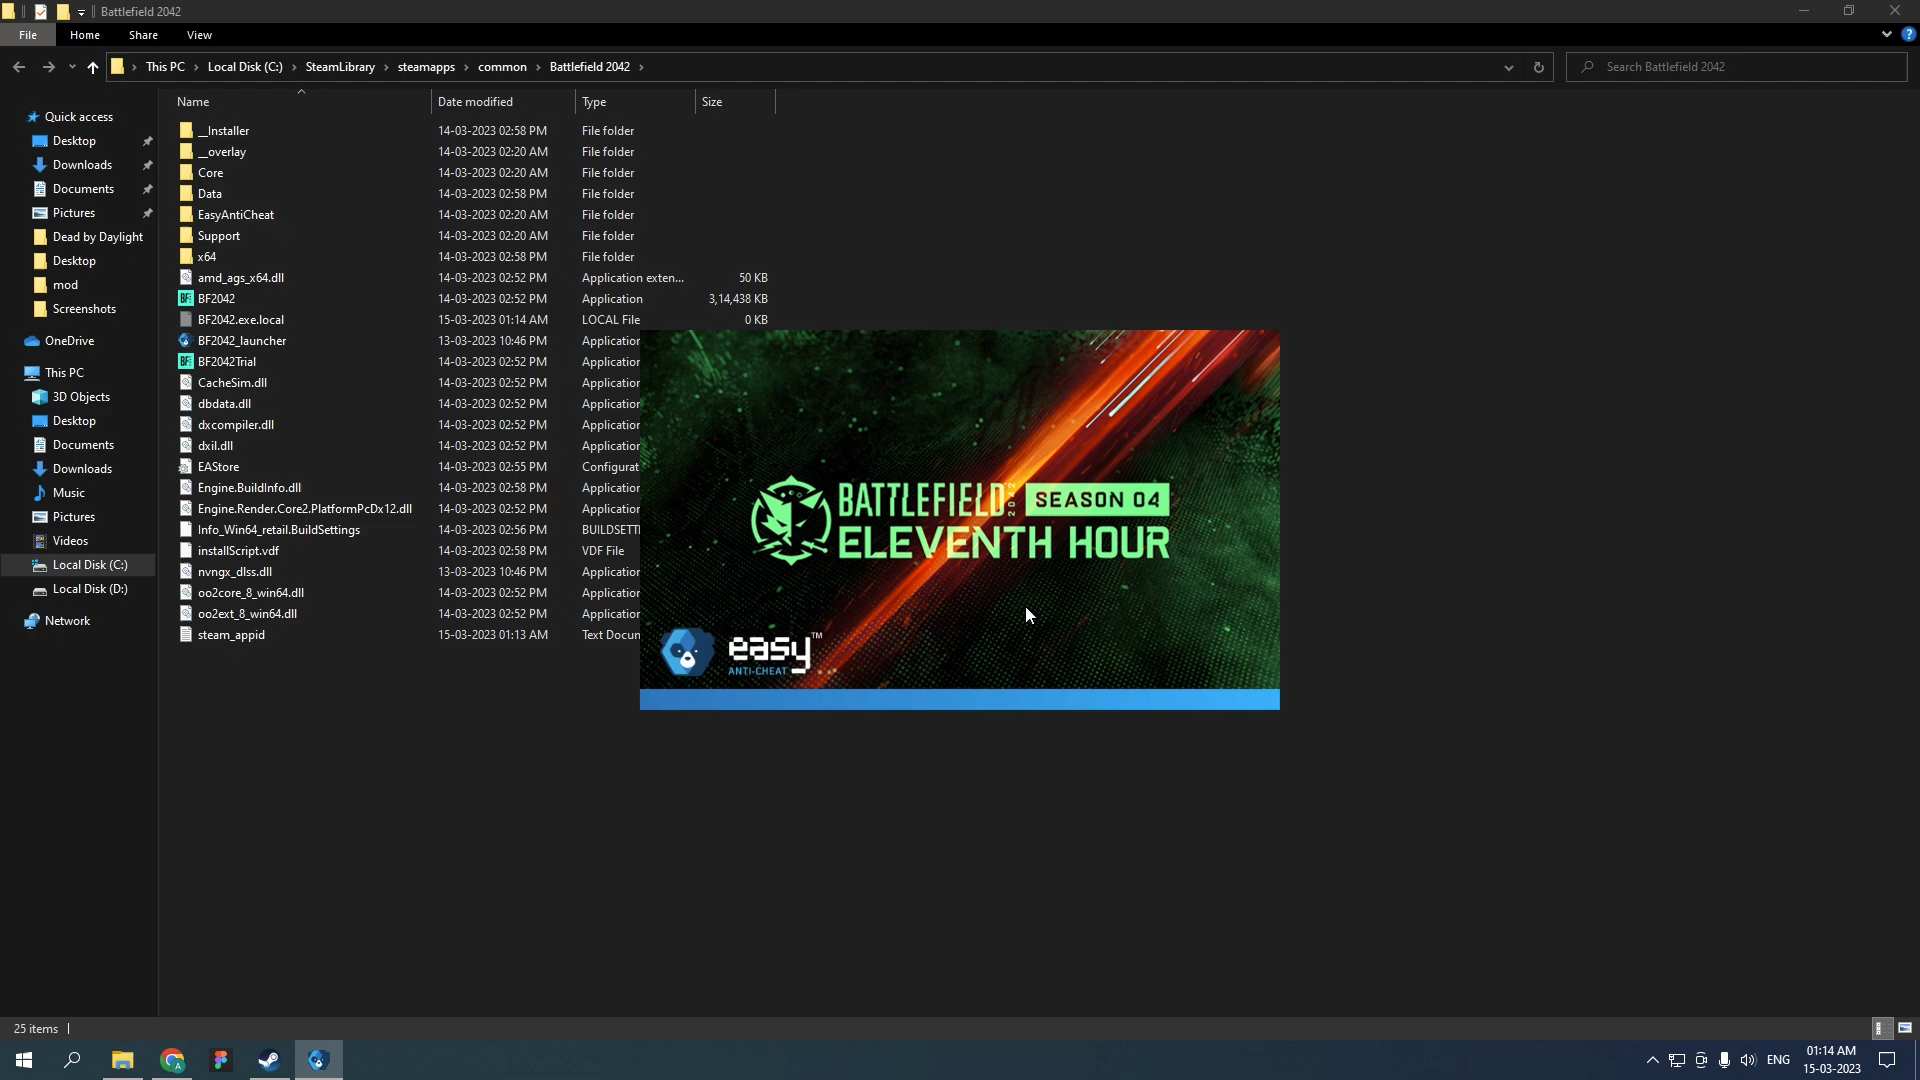 Battlefield 2042
File Home Share View
This PC Local Disk (C:) SteamLibrary steamapps common Battlefield 2042
Search Battlefield 2042
Name Date modified Type Size
Quick access
Desktop
Downloads
Documents
Pictures
Dead by Daylight
Desktop
mod
Screenshots
OneDrive
This PC
3D Objects
Desktop
Documents
Downloads
Music
Pictures
Videos
Local Disk (C:)
Local Disk (D:)
Network
__Installer 14-03-2023 02:58 PM File folder
__overlay 14-03-2023 02:20 AM File folder
Core 14-03-2023 02:20 AM File folder
Data 14-03-2023 02:58 PM File folder
EasyAntiCheat 14-03-2023 02:20 AM File folder
Support 14-03-2023 02:20 AM File folder
x64 14-03-2023 02:58 PM File folder
amd_ags_x64.dll 14-03-2023 02:52 PM Application exten... 50 KB
BF2042 14-03-2023 02:52 PM Application 3,14,438 KB
BF2042.exe.local 15-03-2023 01:14 AM LOCAL File 0 KB
BF2042_launcher 13-03-2023 10:46 PM Application
BF2042Trial 14-03-2023 02:52 PM Application
CacheSim.dll 14-03-2023 02:52 PM Application
dbdata.dll 14-03-2023 02:52 PM Application
dxcompiler.dll 14-03-2023 02:52 PM Application
dxil.dll 14-03-2023 02:52 PM Application
EAStore 14-03-2023 02:55 PM Configurat
Engine.BuildInfo.dll 14-03-2023 02:58 PM Application
Engine.Render.Core2.PlatformPcDx12.dll 14-03-2023 02:52 PM Application
Info_Win64_retail.BuildSettings 14-03-2023 02:56 PM BUILDSETTI
installScript.vdf 14-03-2023 02:58 PM VDF File
nvngx_dlss.dll 13-03-2023 10:46 PM Application
oo2core_8_win64.dll 14-03-2023 02:52 PM Application
oo2ext_8_win64.dll 14-03-2023 02:52 PM Application
steam_appid 15-03-2023 01:13 AM Text Docun
BATTLEFIELD 2042 SEASON 04
ELEVENTH HOUR
easy™
ANTI-CHEAT
25 items
ENG
01:14 AM
15-03-2023